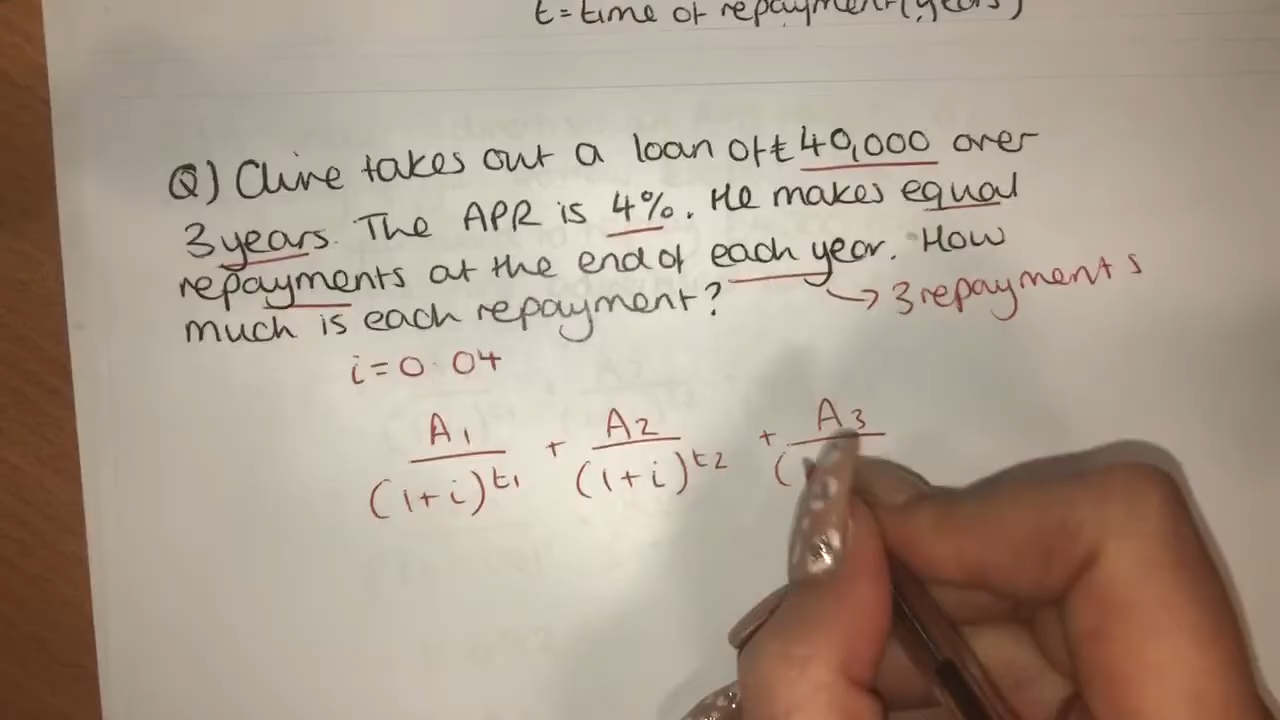 t = time of repayment (years)
Q) Clive takes out a loan of £40,000 over
3 years. The APR is 4%. He makes equal
repayments at the end of each year. How
→ 3 repayments
much is each repayment?
i = 0.04
A1 + A2 + A3
(1+i)^t1 (1+i)^t2 (